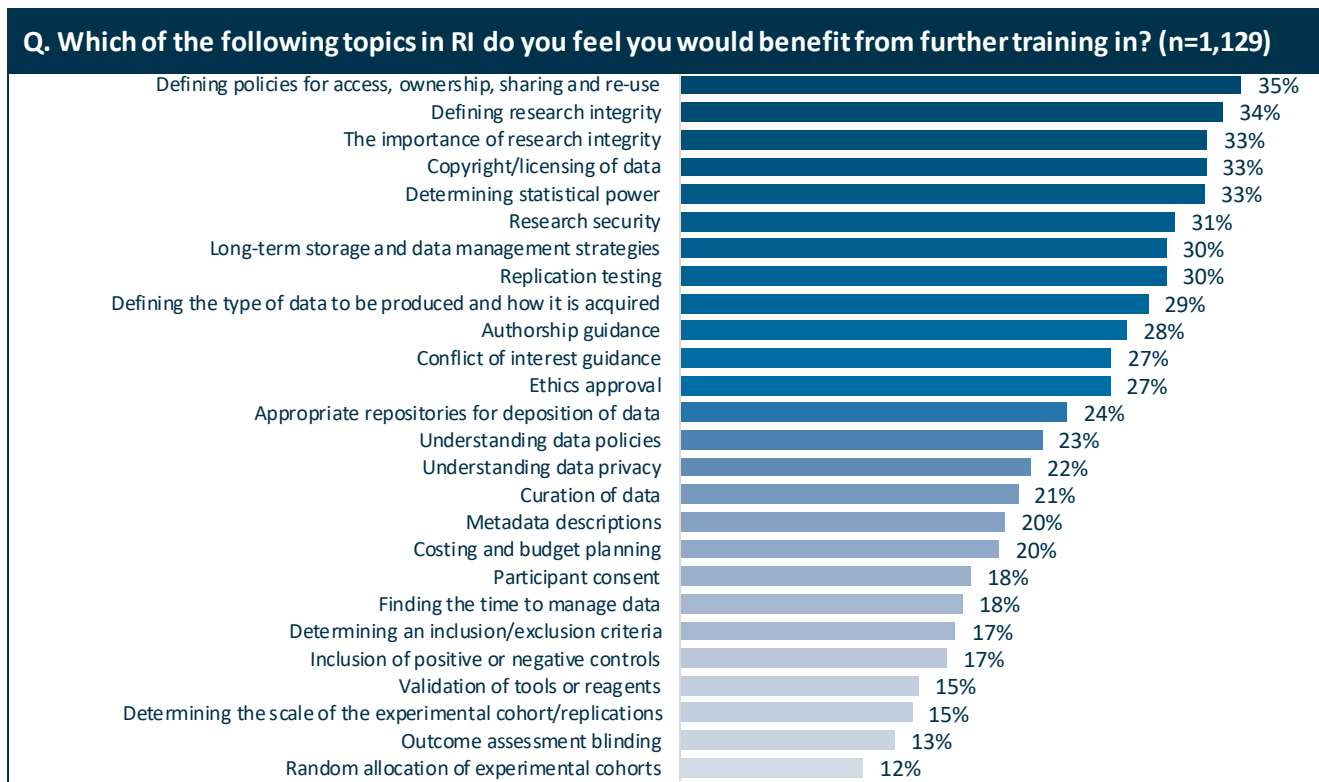 Q. Which of the following topics in RI do you feel you would benefit from further training in? (n=1,129)
Defining policies for access, ownership, sharing and re-use 35%
Defining research integrity 34%
The importance of research integrity 33%
Copyright/licensing of data 33%
Determining statistical power 33%
Research security 31%
Long-term storage and data management strategies 30%
Replication testing 30%
Defining the type of data to be produced and how it is acquired 29%
Authorship guidance 28%
Conflict of interest guidance 27%
Ethics approval 27%
Appropriate repositories for deposition of data 24%
Understanding data policies 23%
Understanding data privacy 22%
Curation of data 21%
Metadata descriptions 20%
Costing and budget planning 20%
Participant consent 18%
Finding the time to manage data 18%
Determining an inclusion/exclusion criteria 17%
Inclusion of positive or negative controls 17%
Validation of tools or reagents 15%
Determining the scale of the experimental cohort/replications 15%
Outcome assessment blinding 13%
Random allocation of experimental cohorts 12%